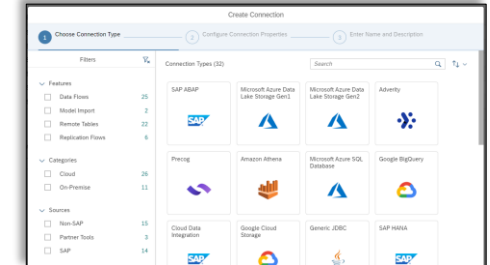 Create Connection
1 Choose Connection Type
2 Configure Connection Properties
3 Enter Name and Description
Filters
Connection Types (32)
Search
Features
Data Flows 25
Model Import 2
Remote Tables 22
Replication Flows 6
Categories
Cloud 26
On-Premise 11
Sources
Non-SAP 15
Partner Tools 3
SAP 14
SAP ABAP
SAP
Microsoft Azure Data
Lake Storage Gen1
Microsoft Azure Data
Lake Storage Gen2
Adverity
Precog
Amazon Athena
Microsoft Azure SQL
Database
Google BigQuery
Cloud Data
Integration
SAP
Google Cloud
Storage
Generic JDBC
SAP HANA
SAP